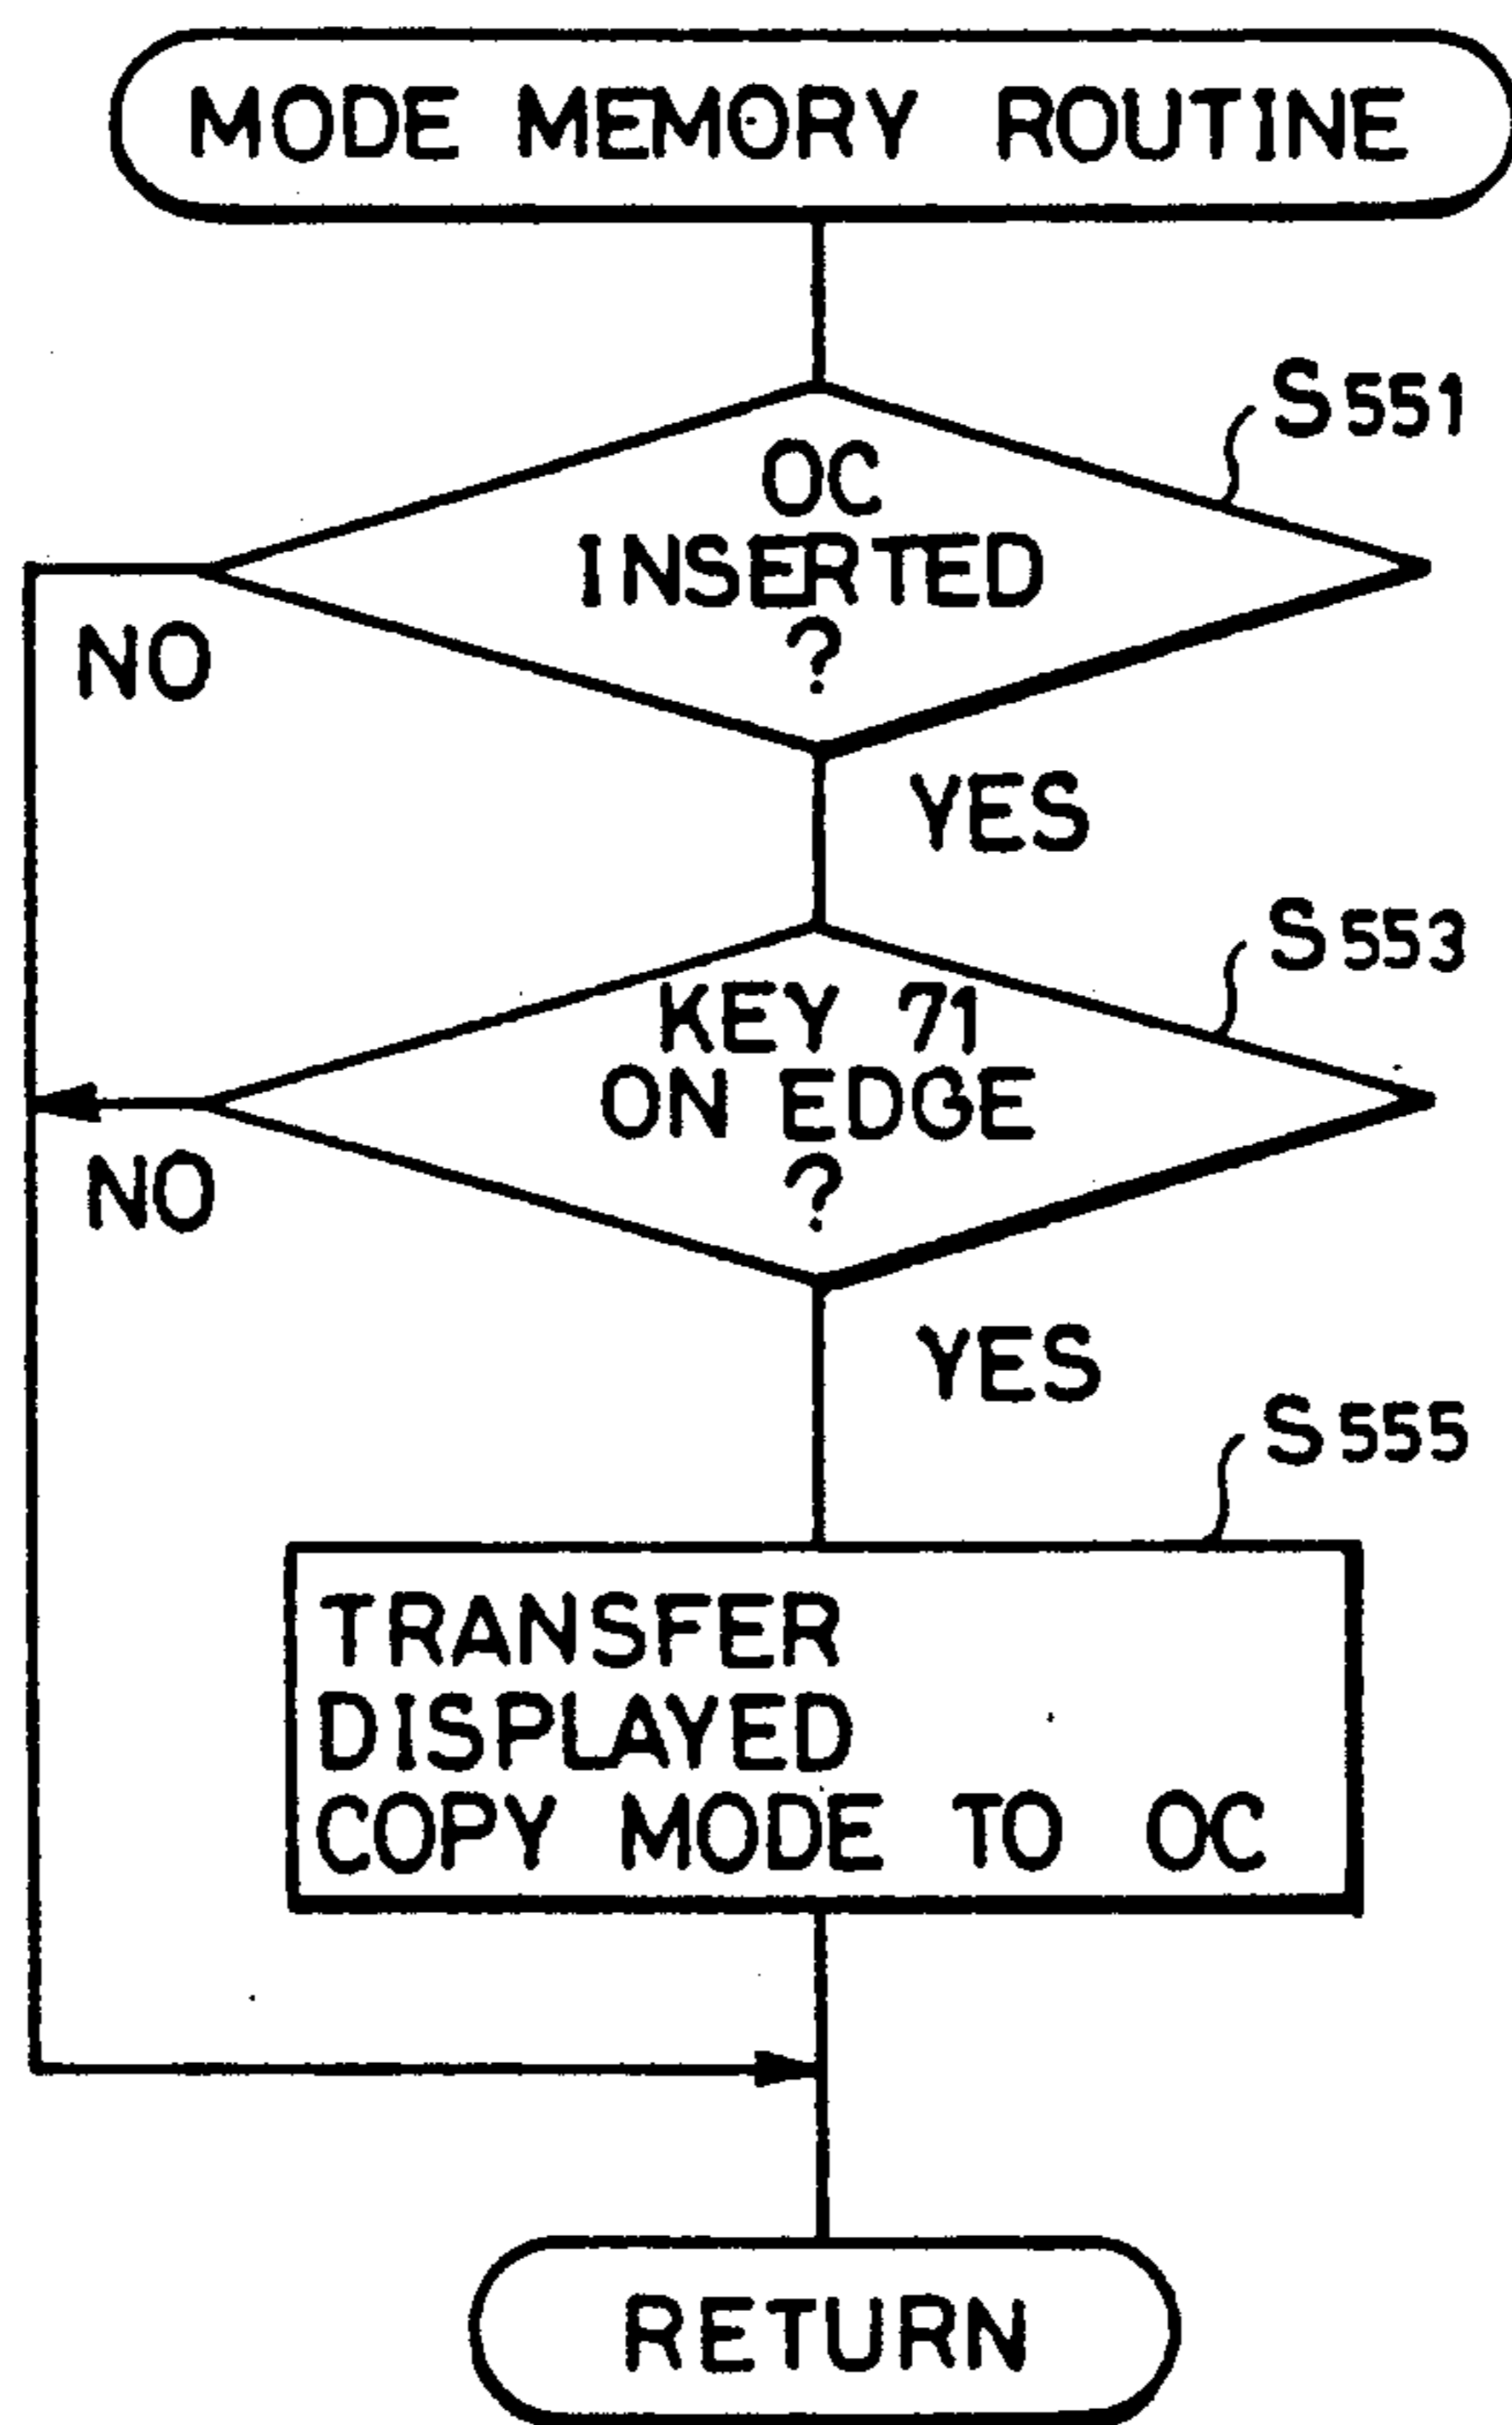 MODE MEMORY ROUTINE
S551
OC
INSERTED
?
NO
YES
S553
KEY 71
ON EDGE
?
NO
YES
S555
TRANSFER
DISPLAYED
COPY MODE TO OC
RETURN